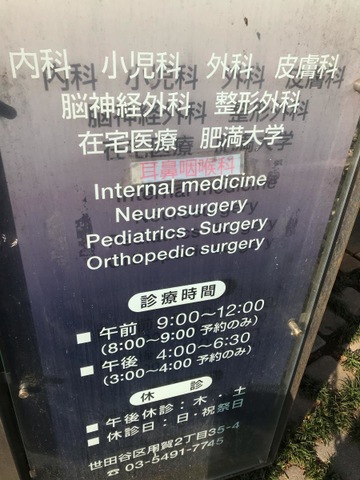 内科 小児科 外科 皮膚科
脳神経外科 整形外科
在宅医療 肥満大学
耳鼻咽喉科
Internal medicine
Neurosurgery
Pediatrics · Surgery
Orthopedic surgery
診療時間
■ 午前 9:00～12:00
(8:00～9:00 予約のみ)
■ 午後 4:00～6:30
(3:00～4:00 予約のみ)
休診
■ 午後休診：木・土
■ 休診日：日・祝祭日
世田谷区用賀2丁目35-4
☎ 03-5491-7745